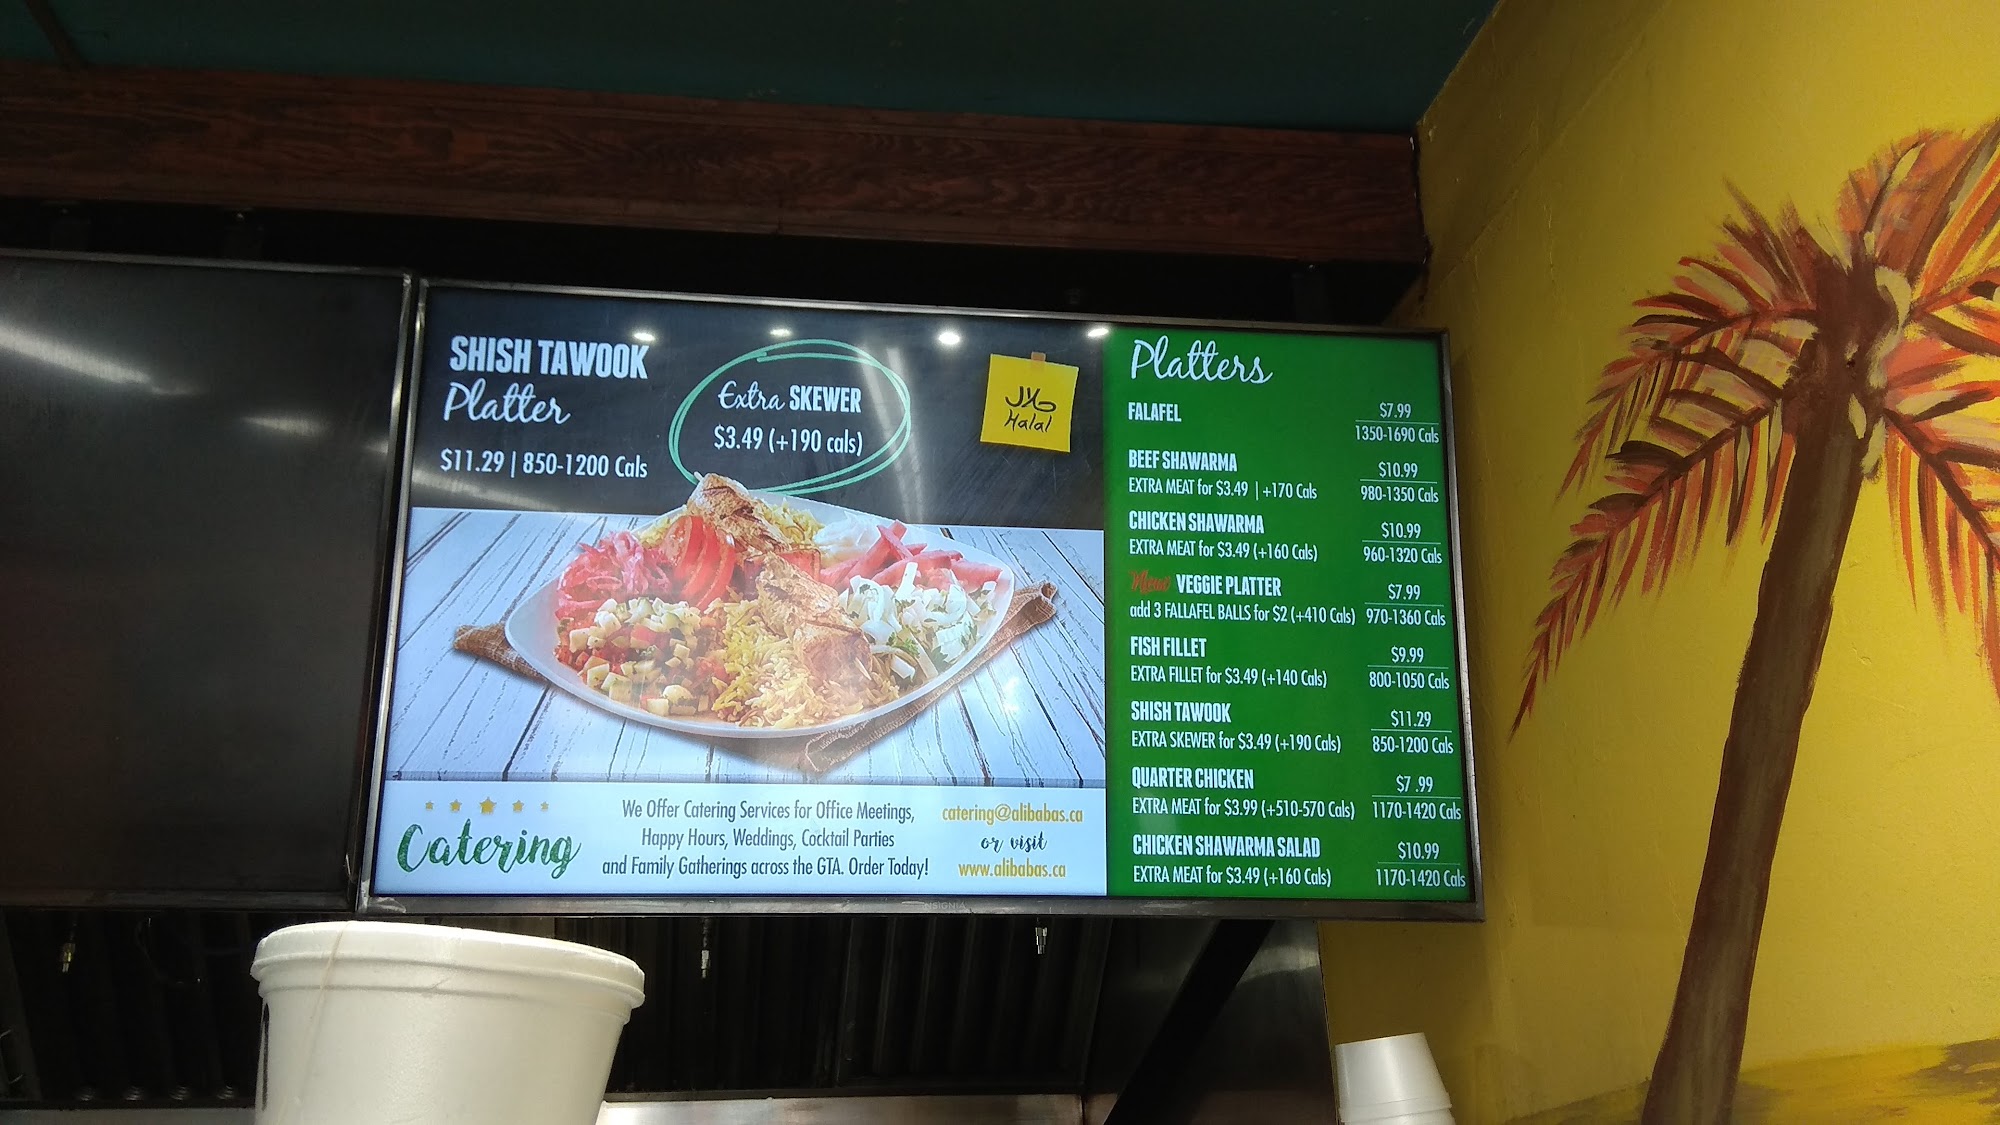 SHISH TAWOOK
Platter
$11.29 | 850-1200 Cals
Extra SKEWER
$3.49 (+190 cals)
حلال
Halal
Catering
We Offer Catering Services for Office Meetings,
Happy Hours, Weddings, Cocktail Parties
and Family Gatherings across the GTA. Order Today!
catering@alibabas.ca
or visit
www.alibabas.ca
Platters
FALAFEL $7.99
1350-1690 Cals
BEEF SHAWARMA $10.99
EXTRA MEAT for $3.49 | +170 Cals 980-1350 Cals
CHICKEN SHAWARMA $10.99
EXTRA MEAT for $3.49 (+160 Cals) 960-1320 Cals
New VEGGIE PLATTER $7.99
add 3 FALLAFEL BALLS for $2 (+410 Cals) 970-1360 Cals
FISH FILLET $9.99
EXTRA FILLET for $3.49 (+140 Cals) 800-1050 Cals
SHISH TAWOOK $11.29
EXTRA SKEWER for $3.49 (+190 Cals) 850-1200 Cals
QUARTER CHICKEN $7 .99
EXTRA MEAT for $3.99 (+510-570 Cals) 1170-1420 Cals
CHICKEN SHAWARMA SALAD $10.99
EXTRA MEAT for $3.49 (+160 Cals) 1170-1420 Cals
INSIGNIA